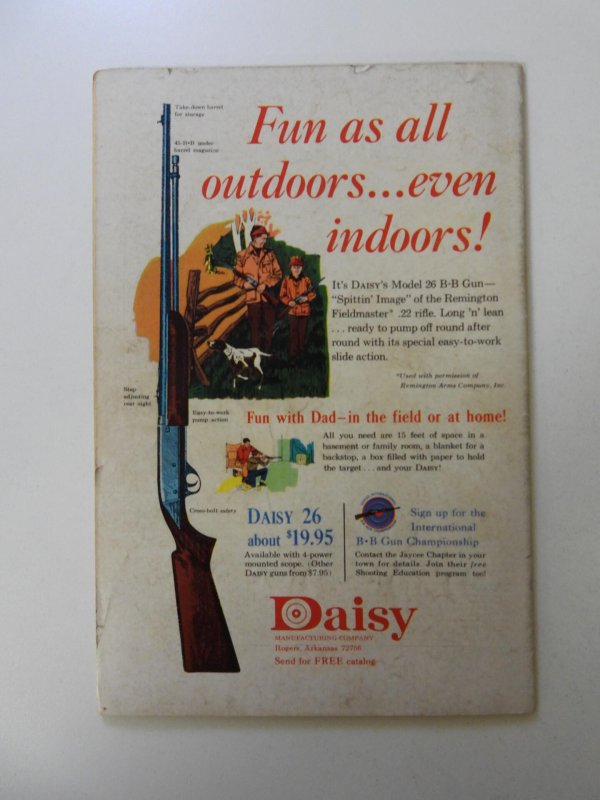 Take-down barrel
for storage
45-B•B under
barrel magazine
Fun as all
outdoors...even
indoors!
It's DAISY'S Model 26 B•B Gun—
"Spittin' Image" of the Remington
Fieldmaster* .22 rifle. Long 'n' lean
... ready to pump off round after
round with its special easy-to-work
slide action.
*Used with permission of
Remington Arms Company, Inc.
Step-
adjusting
rear sight
Easy-to-work
pump action
Fun with Dad—in the field or at home!
All you need are 15 feet of space in a
basement or family room, a blanket for a
backstop, a box filled with paper to hold
the target ... and your DAISY!
Cross-bolt safety
DAISY 26
about $19.95
Available with 4-power
mounted scope. (Other
DAISY guns from $7.95)
Sign up for the
International
B•B Gun Championship
Contact the Jaycee Chapter in your
town for details. Join their free
Shooting Education program too!
Daisy
MANUFACTURING COMPANY
Rogers, Arkansas 72756
Send for FREE catalog